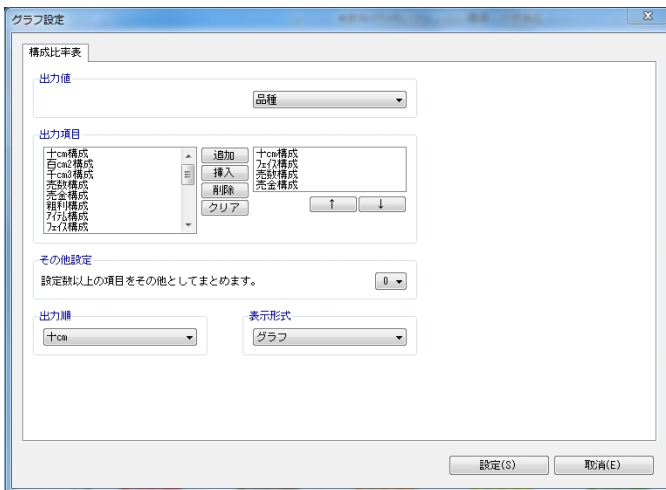 グラフ設定
構成比率表
出力値
品種
出力項目
十cm構成
百cm2構成
千cm3構成
売数構成
売金構成
粗利構成
ｱｲﾃﾑ構成
ﾌｪｲｽ構成
追加
挿入
削除
クリア
十cm構成
ﾌｪｲｽ構成
売数構成
売金構成
↑ ↓
その他設定
設定数以上の項目をその他としてまとめます。 0
出力順
十cm
表示形式
グラフ
設定(S) 取消(E)